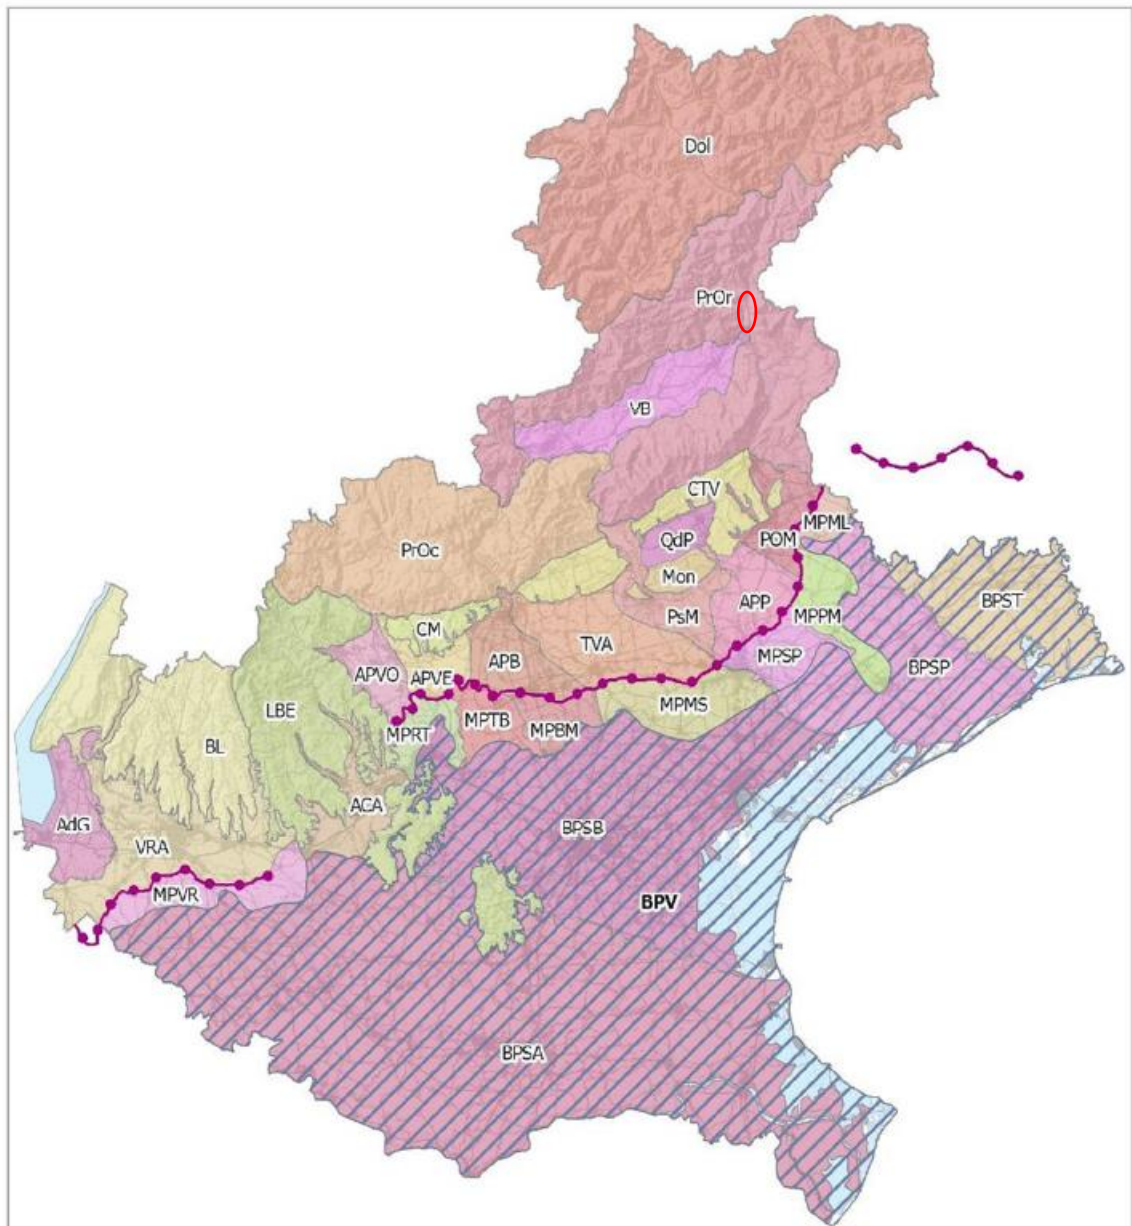 Dol
PrOr
VB
CTV
MPML
PrOc
QdP
POM
Mon
APP
MPPM
BPST
PsM
CM
TVA
MPSP
BPSP
APB
APVO
APVE
LBE
MPMS
MPTB
MPBM
MPRT
BL
ACA
AdG
BPSB
VRA
MPVR
BPV
BPSA